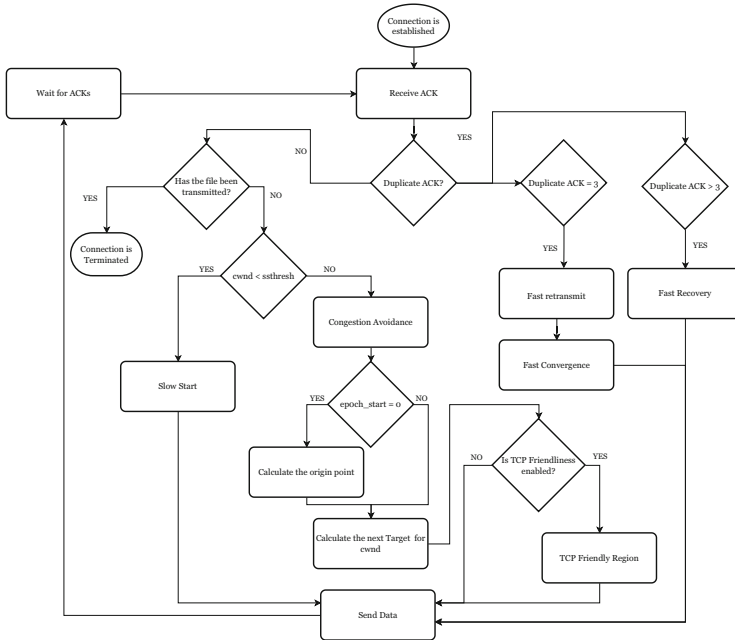 Connection is
established
Wait for ACKs
Receive ACK
YES
NO
Has the file been
transmitted?
Duplicate ACK?
Duplicate ACK = 3
Duplicate ACK > 3
YES
NO
Connection is
Terminated
YES
YES
YES
cwnd < ssthresh
NO
Fast retransmit
Fast Recovery
Congestion Avoidance
Slow Start
Fast Convergence
YES
epoch_start = 0
NO
NO
Is TCP Friendliness
enabled?
YES
Calculate the origin point
Calculate the next Target for
cwnd
TCP Friendly Region
Send Data